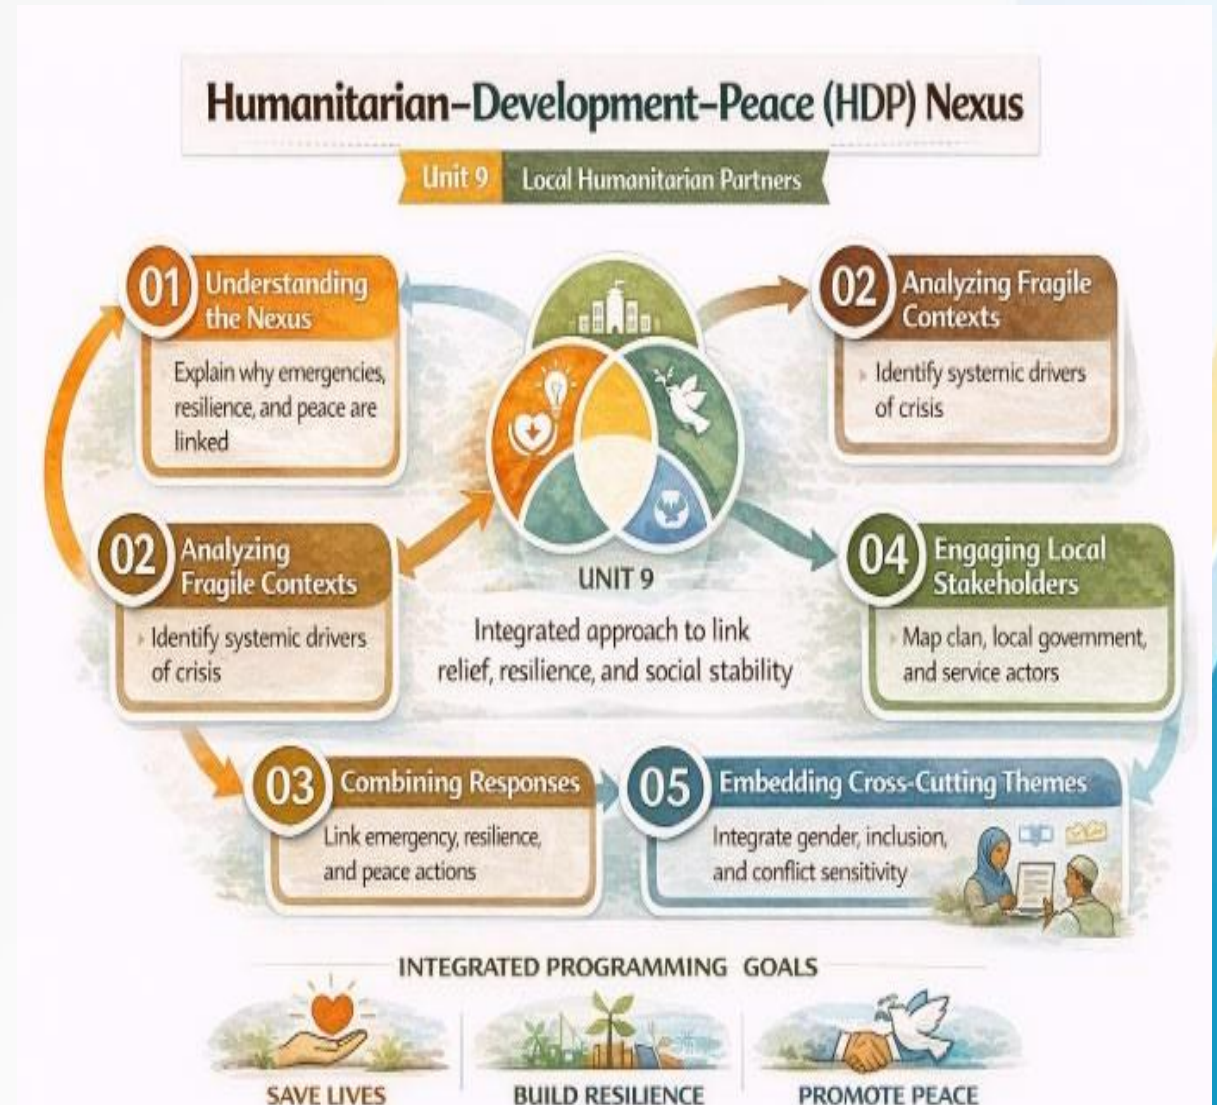 Humanitarian–Development–Peace (HDP) Nexus
Unit 9 Local Humanitarian Partners
01 Understanding
the Nexus
Explain why emergencies,
resilience, and peace are
linked
02 Analyzing Fragile
Contexts
Identify systemic drivers
of crisis
02 Analyzing
Fragile Contexts
Identify systemic drivers
of crisis
UNIT 9
Integrated approach to link
relief, resilience, and social stability
04 Engaging Local
Stakeholders
Map clan, local government,
and service actors
03 Combining Responses
Link emergency, resilience,
and peace actions
05 Embedding Cross-Cutting Themes
Integrate gender, inclusion,
and conflict sensitivity
INTEGRATED PROGRAMMING GOALS
SAVE LIVES
BUILD RESILIENCE
PROMOTE PEACE